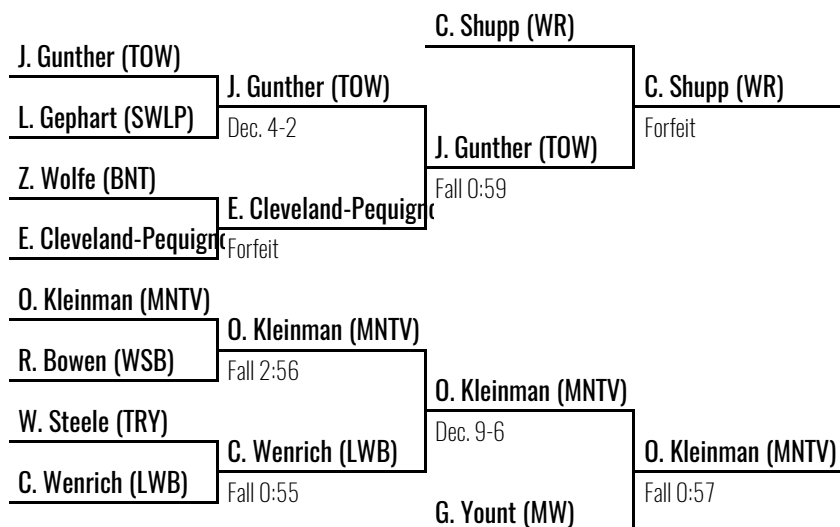 C. Shupp (WR)
J. Gunther (TOW)
J. Gunther (TOW)
C. Shupp (WR)
L. Gephart (SWLP)
Dec. 4-2
Forfeit
J. Gunther (TOW)
Z. Wolfe (BNT)
Fall 0:59
E. Cleveland-Pequign
E. Cleveland-Pequign
Forfeit
O. Kleinman (MNTV)
O. Kleinman (MNTV)
R. Bowen (WSB)
Fall 2:56
O. Kleinman (MNTV)
W. Steele (TRY)
Dec. 9-6
C. Wenrich (LWB)
O. Kleinman (MNTV)
C. Wenrich (LWB)
Fall 0:55
Fall 0:57
G. Yount (MW)